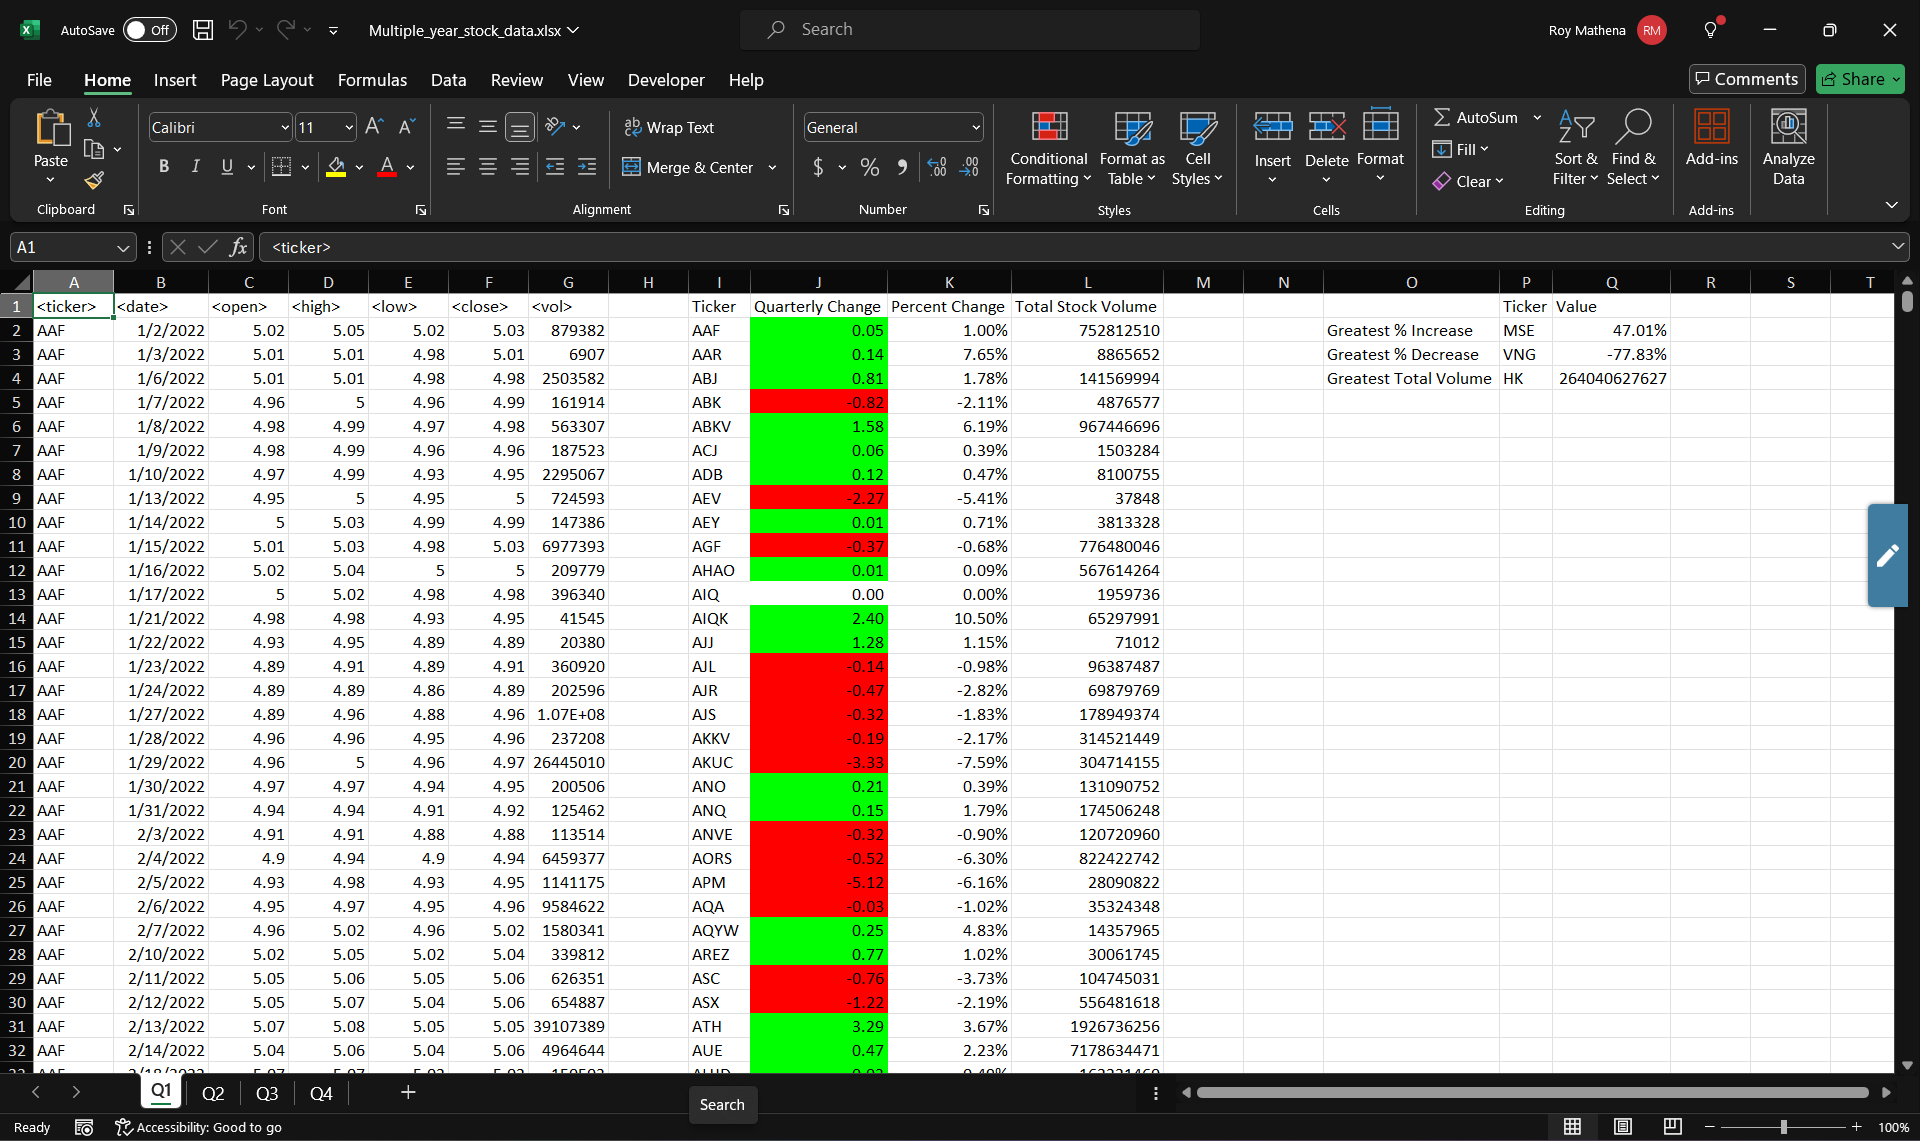 AutoSave Off Multiple_year_stock_data.xlsx Search Roy Mathena RM
File Home Insert Page Layout Formulas Data Review View Developer Help Comments Share
Paste
Clipboard
Calibri 11
B I U A
Font
Wrap Text
Merge & Center
Alignment
General
$ % 9
Number
Conditional Formatting
Format as Table
Cell Styles
Styles
Insert Delete Format
Cells
AutoSum
Fill
Clear
Sort & Filter
Find & Select
Editing
Add-ins
Add-ins
Analyze Data
A1 fx <ticker>
A B C D E F G H I J K L M N O P Q R S T
1 <ticker> <date> <open> <high> <low> <close> <vol> Ticker Quarterly Change Percent Change Total Stock Volume Ticker Value
2 AAF 1/2/2022 5.02 5.05 5.02 5.03 879382 AAF 0.05 1.00% 752812510 Greatest % Increase MSE 47.01%
3 AAF 1/3/2022 5.01 5.01 4.98 5.01 6907 AAR 0.14 7.65% 8865652 Greatest % Decrease VNG -77.83%
4 AAF 1/6/2022 5.01 5.01 4.98 4.98 2503582 ABJ 0.81 1.78% 141569994 Greatest Total Volume HK 264040627627
5 AAF 1/7/2022 4.96 5 4.96 4.99 161914 ABK -0.82 -2.11% 4876577
6 AAF 1/8/2022 4.98 4.99 4.97 4.98 563307 ABKV 1.58 6.19% 967446696
7 AAF 1/9/2022 4.98 4.99 4.96 4.96 187523 ACJ 0.06 0.39% 1503284
8 AAF 1/10/2022 4.97 4.99 4.93 4.95 2295067 ADB 0.12 0.47% 8100755
9 AAF 1/13/2022 4.95 5 4.95 5 724593 AEV -2.27 -5.41% 37848
10 AAF 1/14/2022 5 5.03 4.99 4.99 147386 AEY 0.01 0.71% 3813328
11 AAF 1/15/2022 5.01 5.03 4.98 5.03 6977393 AGF -0.37 -0.68% 776480046
12 AAF 1/16/2022 5.02 5.04 5 5 209779 AHAO 0.01 0.09% 567614264
13 AAF 1/17/2022 5 5.02 4.98 4.98 396340 AIQ 0.00 0.00% 1959736
14 AAF 1/21/2022 4.98 4.98 4.93 4.95 41545 AIQK 2.40 10.50% 65297991
15 AAF 1/22/2022 4.93 4.95 4.89 4.89 20380 AJJ 1.28 1.15% 71012
16 AAF 1/23/2022 4.89 4.91 4.89 4.91 360920 AJL -0.14 -0.98% 96387487
17 AAF 1/24/2022 4.89 4.89 4.86 4.89 202596 AJR -0.47 -2.82% 69879769
18 AAF 1/27/2022 4.89 4.96 4.88 4.96 1.07E+08 AJS -0.32 -1.83% 178949374
19 AAF 1/28/2022 4.96 4.96 4.95 4.96 237208 AKKV -0.19 -2.17% 314521449
20 AAF 1/29/2022 4.96 5 4.96 4.97 26445010 AKUC -3.33 -7.59% 304714155
21 AAF 1/30/2022 4.97 4.97 4.94 4.95 200506 ANO 0.21 0.39% 131090752
22 AAF 1/31/2022 4.94 4.94 4.91 4.92 125462 ANQ 0.15 1.79% 174506248
23 AAF 2/3/2022 4.91 4.91 4.88 4.88 113514 ANVE -0.32 -0.90% 120720960
24 AAF 2/4/2022 4.9 4.94 4.9 4.94 6459377 AORS -0.52 -6.30% 822422742
25 AAF 2/5/2022 4.93 4.98 4.93 4.95 1141175 APM -5.12 -6.16% 28090822
26 AAF 2/6/2022 4.95 4.97 4.95 4.96 9584622 AQA -0.03 -1.02% 35324348
27 AAF 2/7/2022 4.96 5.02 4.96 5.02 1580341 AQYW 0.25 4.83% 14357965
28 AAF 2/10/2022 5.02 5.05 5.02 5.04 339812 AREZ 0.77 1.02% 30061745
29 AAF 2/11/2022 5.05 5.06 5.05 5.06 626351 ASC -0.76 -3.73% 104745031
30 AAF 2/12/2022 5.05 5.07 5.04 5.06 654887 ASX -1.22 -2.19% 556481618
31 AAF 2/13/2022 5.07 5.08 5.05 5.05 39107389 ATH 3.29 3.67% 1926736256
32 AAF 2/14/2022 5.04 5.06 5.04 5.06 4964644 AUE 0.47 2.23% 7178634471
Q1 Q2 Q3 Q4
Search
Ready Accessibility: Good to go 100%